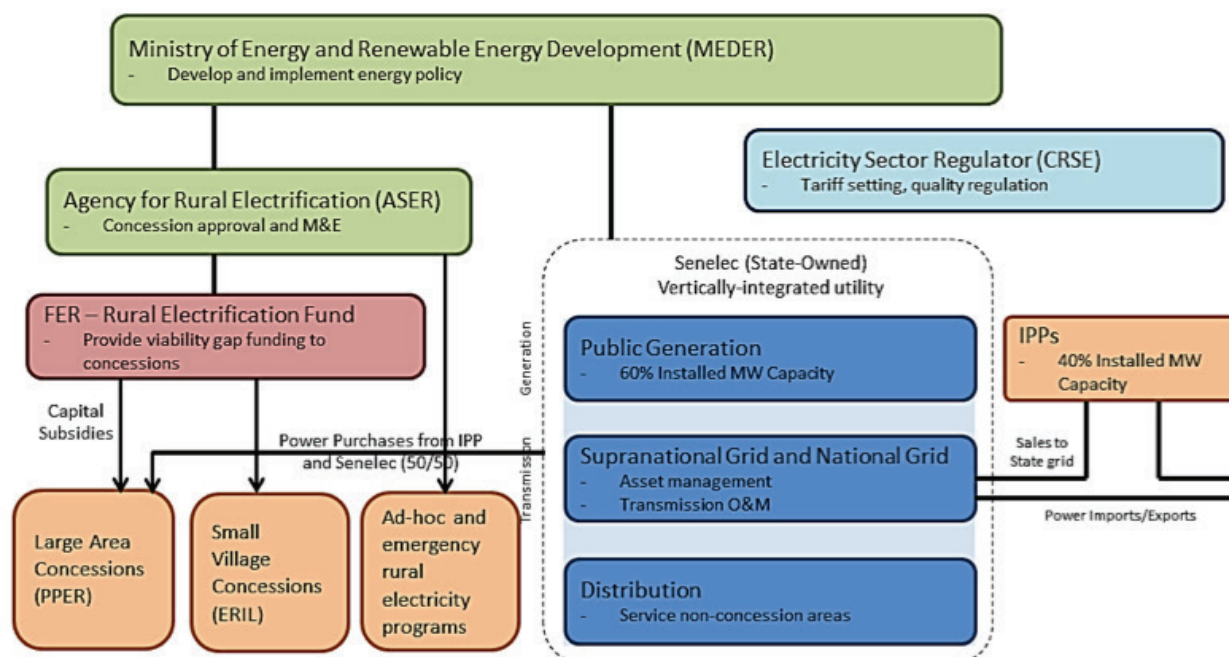 Ministry of Energy and Renewable Energy Development (MEDER)
- Develop and implement energy policy
Electricity Sector Regulator (CRSE)
- Tariff setting, quality regulation
Agency for Rural Electrification (ASER)
- Concession approval and M&E
Senelec (State-Owned)
Vertically-integrated utility
FER – Rural Electrification Fund
- Provide viability gap funding to
concessions
Generation
Public Generation
- 60% Installed MW Capacity
IPPs
- 40% Installed MW
Capacity
Capital
Subsidies
Power Purchases from IPP
and Senelec (50/50)
Transmission
Supranational Grid and National Grid
- Asset management
- Transmission O&M
Sales to
State grid
Power Imports/Exports
Large Area
Concessions
(PPER)
Small
Village
Concessions
(ERIL)
Ad-hoc and
emergency
rural
electricity
programs
Distribution
- Service non-concession areas